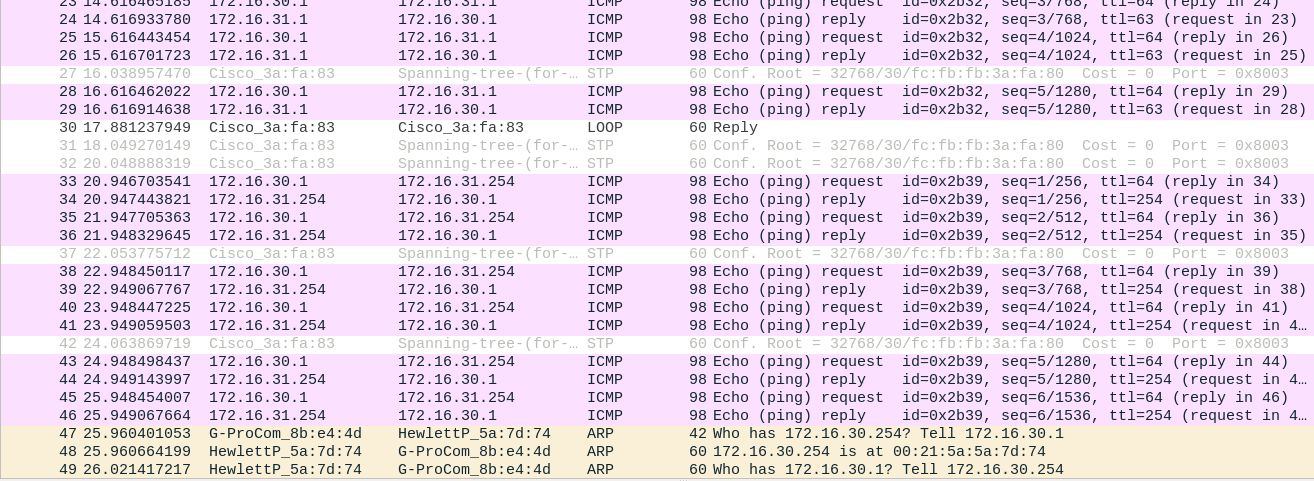 23 14.616465185 172.16.30.1 172.16.31.1 ICMP 98 Echo (ping) request id=0x2b32, seq=3/768, ttl=64 (reply in 24)
24 14.616933780 172.16.31.1 172.16.30.1 ICMP 98 Echo (ping) reply id=0x2b32, seq=3/768, ttl=63 (request in 23)
25 15.616443454 172.16.30.1 172.16.31.1 ICMP 98 Echo (ping) request id=0x2b32, seq=4/1024, ttl=64 (reply in 26)
26 15.616701723 172.16.31.1 172.16.30.1 ICMP 98 Echo (ping) reply id=0x2b32, seq=4/1024, ttl=63 (request in 25)
27 16.038957470 Cisco_3a:fa:83 Spanning-tree-(for-… STP 60 Conf. Root = 32768/30/fc:fb:fb:3a:fa:80 Cost = 0 Port = 0x8003
28 16.616462022 172.16.30.1 172.16.31.1 ICMP 98 Echo (ping) request id=0x2b32, seq=5/1280, ttl=64 (reply in 29)
29 16.616914638 172.16.31.1 172.16.30.1 ICMP 98 Echo (ping) reply id=0x2b32, seq=5/1280, ttl=63 (request in 28)
30 17.881237949 Cisco_3a:fa:83 Cisco_3a:fa:83 LOOP 60 Reply
31 18.049270149 Cisco_3a:fa:83 Spanning-tree-(for-… STP 60 Conf. Root = 32768/30/fc:fb:fb:3a:fa:80 Cost = 0 Port = 0x8003
32 20.048888319 Cisco_3a:fa:83 Spanning-tree-(for-… STP 60 Conf. Root = 32768/30/fc:fb:fb:3a:fa:80 Cost = 0 Port = 0x8003
33 20.946703541 172.16.30.1 172.16.31.254 ICMP 98 Echo (ping) request id=0x2b39, seq=1/256, ttl=64 (reply in 34)
34 20.947443821 172.16.31.254 172.16.30.1 ICMP 98 Echo (ping) reply id=0x2b39, seq=1/256, ttl=254 (request in 33)
35 21.947705363 172.16.30.1 172.16.31.254 ICMP 98 Echo (ping) request id=0x2b39, seq=2/512, ttl=64 (reply in 36)
36 21.948329645 172.16.31.254 172.16.30.1 ICMP 98 Echo (ping) reply id=0x2b39, seq=2/512, ttl=254 (request in 35)
37 22.053775712 Cisco_3a:fa:83 Spanning-tree-(for-… STP 60 Conf. Root = 32768/30/fc:fb:fb:3a:fa:80 Cost = 0 Port = 0x8003
38 22.948450117 172.16.30.1 172.16.31.254 ICMP 98 Echo (ping) request id=0x2b39, seq=3/768, ttl=64 (reply in 39)
39 22.949067767 172.16.31.254 172.16.30.1 ICMP 98 Echo (ping) reply id=0x2b39, seq=3/768, ttl=254 (request in 38)
40 23.948447225 172.16.30.1 172.16.31.254 ICMP 98 Echo (ping) request id=0x2b39, seq=4/1024, ttl=64 (reply in 41)
41 23.949059503 172.16.31.254 172.16.30.1 ICMP 98 Echo (ping) reply id=0x2b39, seq=4/1024, ttl=254 (request in 4…
42 24.063869719 Cisco_3a:fa:83 Spanning-tree-(for-… STP 60 Conf. Root = 32768/30/fc:fb:fb:3a:fa:80 Cost = 0 Port = 0x8003
43 24.948498437 172.16.30.1 172.16.31.254 ICMP 98 Echo (ping) request id=0x2b39, seq=5/1280, ttl=64 (reply in 44)
44 24.949143997 172.16.31.254 172.16.30.1 ICMP 98 Echo (ping) reply id=0x2b39, seq=5/1280, ttl=254 (request in 4…
45 25.948454007 172.16.30.1 172.16.31.254 ICMP 98 Echo (ping) request id=0x2b39, seq=6/1536, ttl=64 (reply in 46)
46 25.949067664 172.16.31.254 172.16.30.1 ICMP 98 Echo (ping) reply id=0x2b39, seq=6/1536, ttl=254 (request in 4…
47 25.960401053 G-ProCom_8b:e4:4d HewlettP_5a:7d:74 ARP 42 Who has 172.16.30.254? Tell 172.16.30.1
48 25.960664199 HewlettP_5a:7d:74 G-ProCom_8b:e4:4d ARP 60 172.16.30.254 is at 00:21:5a:5a:7d:74
49 26.021417217 HewlettP_5a:7d:74 G-ProCom_8b:e4:4d ARP 60 Who has 172.16.30.1? Tell 172.16.30.254